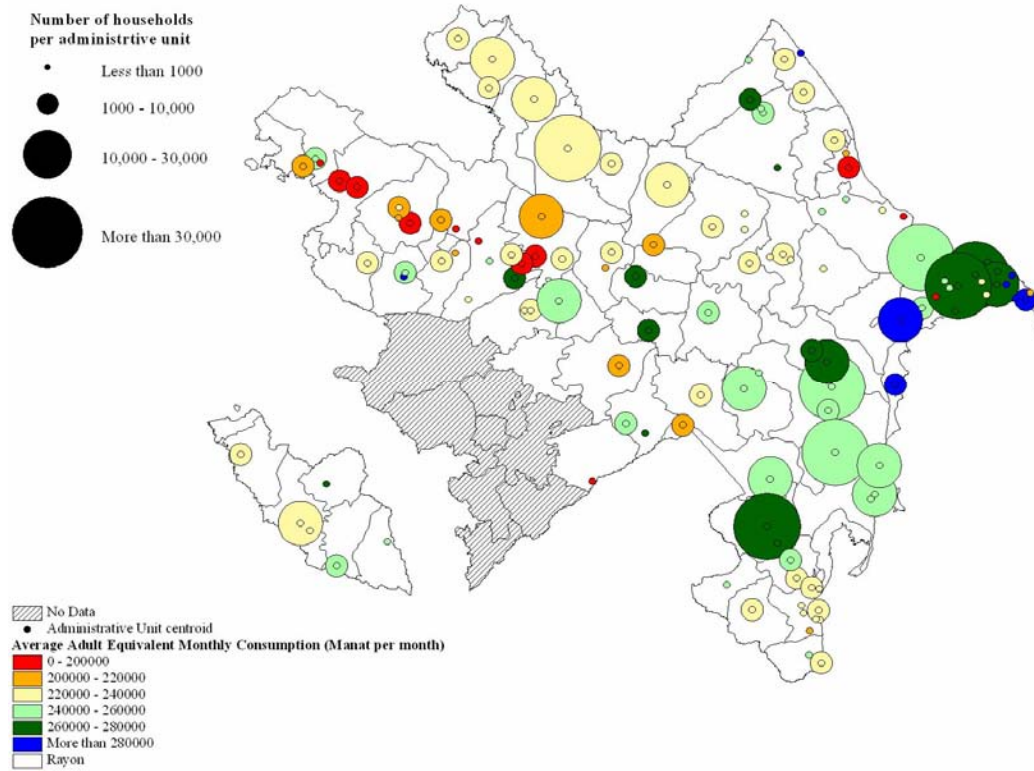 Number of households
per administrtive unit
Less than 1000
1000 - 10,000
10,000 - 30,000
More than 30,000
No Data
Administrative Unit centroid
Average Adult Equivalent Monthly Consumption (Manat per month)
0 - 200000
200000 - 220000
220000 - 240000
240000 - 260000
260000 - 280000
More than 280000
Rayon